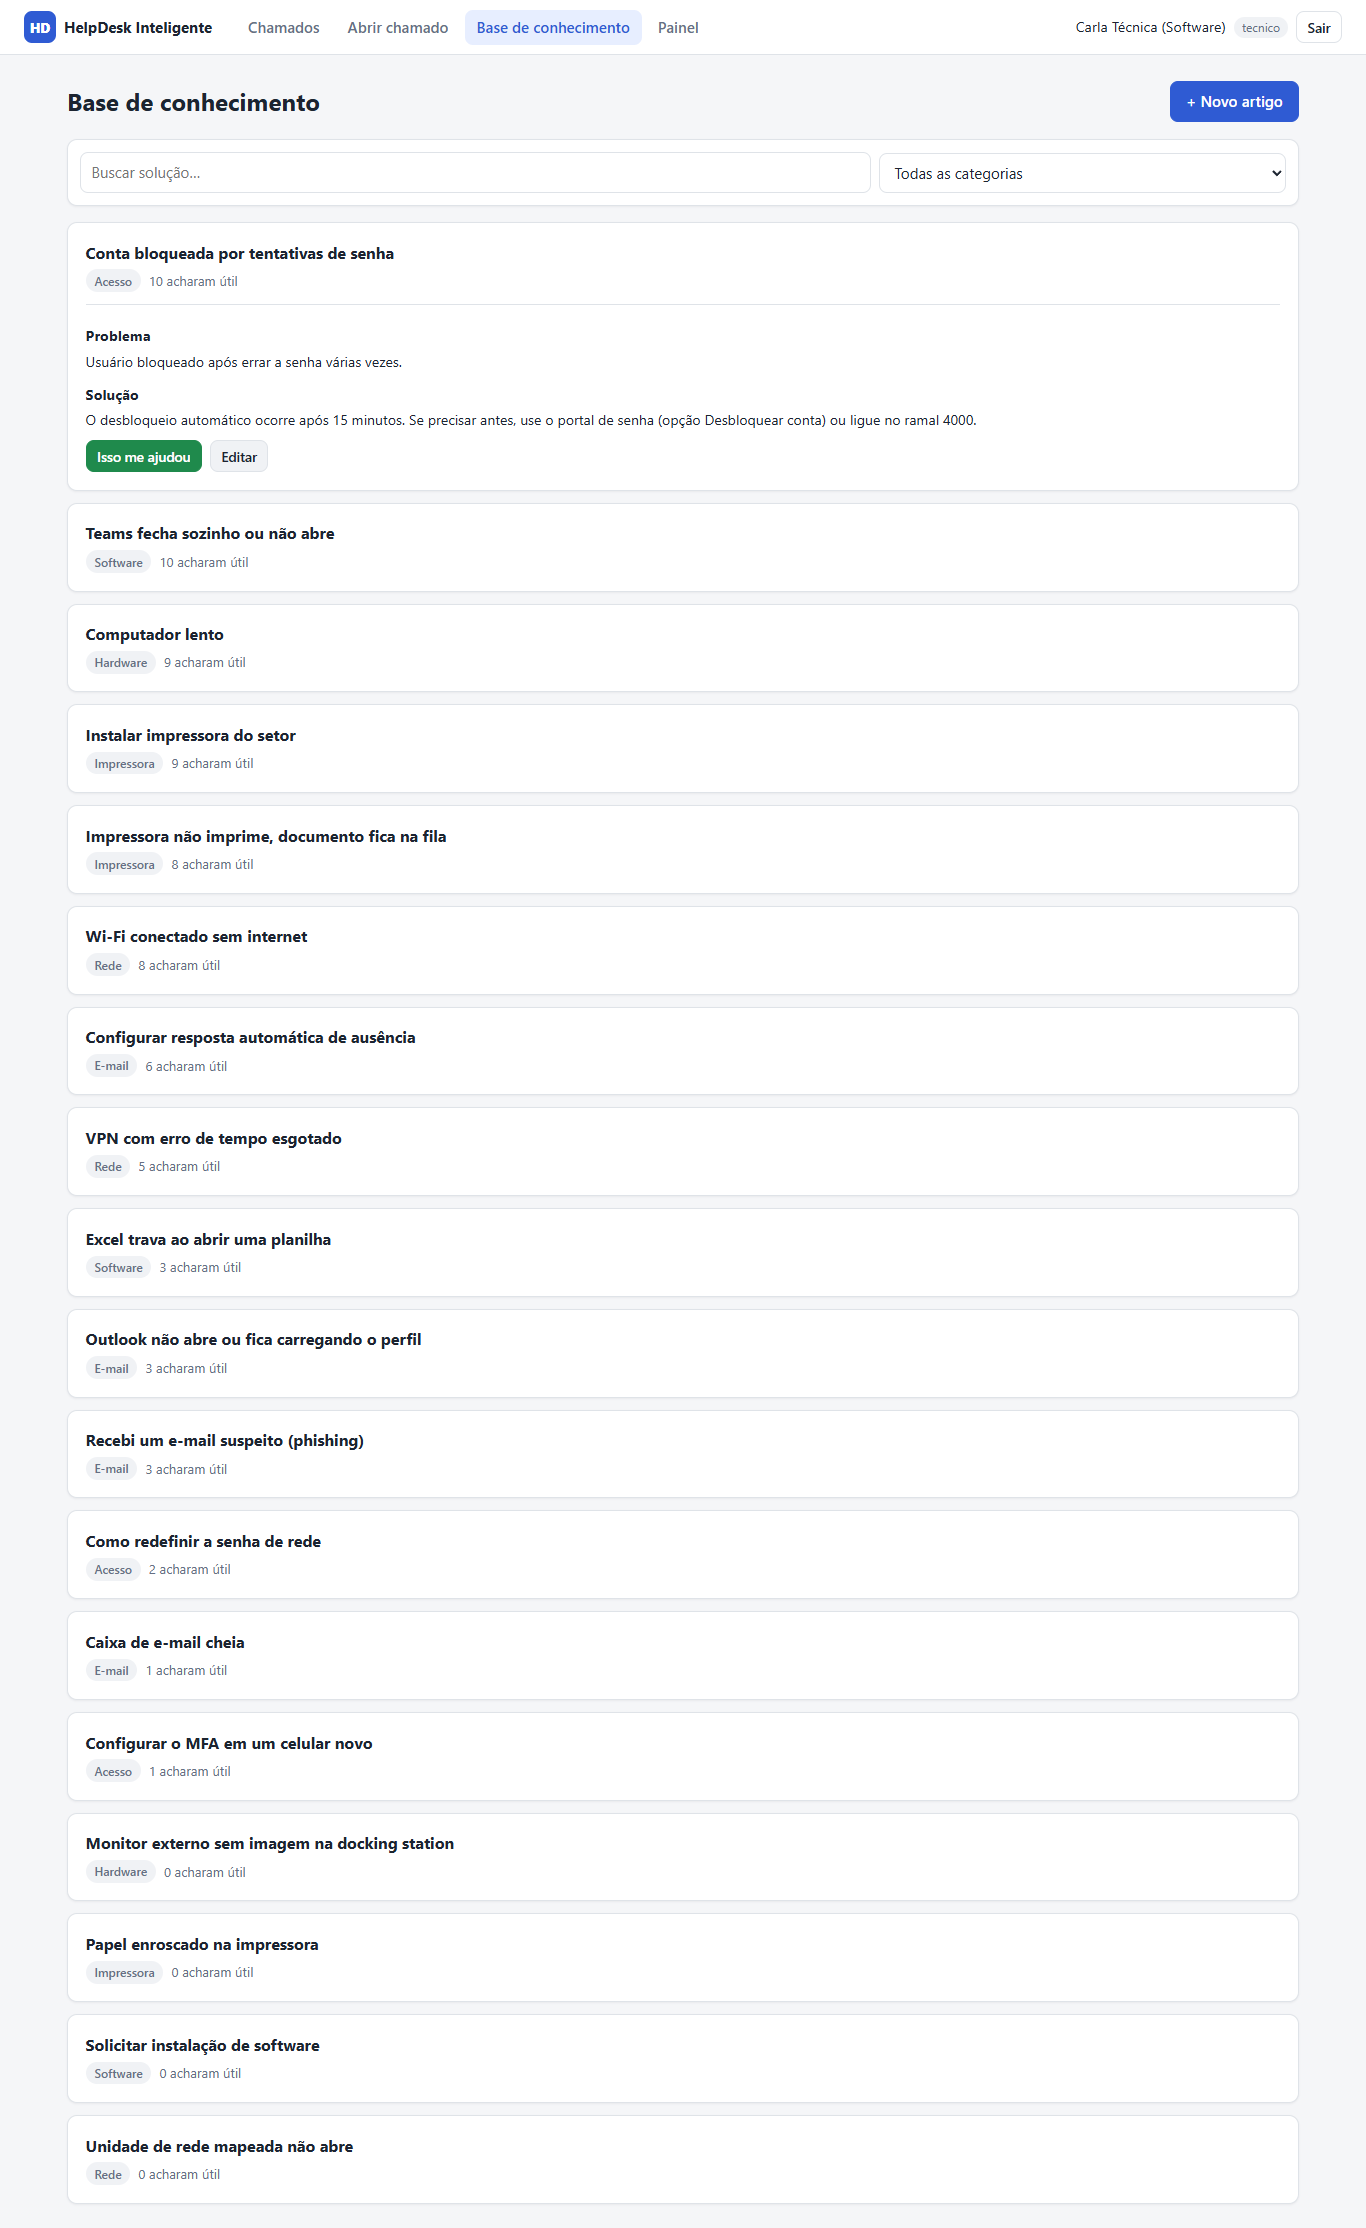 HD HelpDesk Inteligente Chamados Abrir chamado Base de conhecimento Painel Carla Técnica (Software) tecnico Sair
Base de conhecimento + Novo artigo
Buscar solução... Todas as categorias
Conta bloqueada por tentativas de senha
Acesso 10 acharam útil
Problema
Usuário bloqueado após errar a senha várias vezes.
Solução
O desbloqueio automático ocorre após 15 minutos. Se precisar antes, use o portal de senha (opção Desbloquear conta) ou ligue no ramal 4000.
Isso me ajudou Editar
Teams fecha sozinho ou não abre
Software 10 acharam útil
Computador lento
Hardware 9 acharam útil
Instalar impressora do setor
Impressora 9 acharam útil
Impressora não imprime, documento fica na fila
Impressora 8 acharam útil
Wi-Fi conectado sem internet
Rede 8 acharam útil
Configurar resposta automática de ausência
E-mail 6 acharam útil
VPN com erro de tempo esgotado
Rede 5 acharam útil
Excel trava ao abrir uma planilha
Software 3 acharam útil
Outlook não abre ou fica carregando o perfil
E-mail 3 acharam útil
Recebi um e-mail suspeito (phishing)
E-mail 3 acharam útil
Como redefinir a senha de rede
Acesso 2 acharam útil
Caixa de e-mail cheia
E-mail 1 acharam útil
Configurar o MFA em um celular novo
Acesso 1 acharam útil
Monitor externo sem imagem na docking station
Hardware 0 acharam útil
Papel enroscado na impressora
Impressora 0 acharam útil
Solicitar instalação de software
Software 0 acharam útil
Unidade de rede mapeada não abre
Rede 0 acharam útil